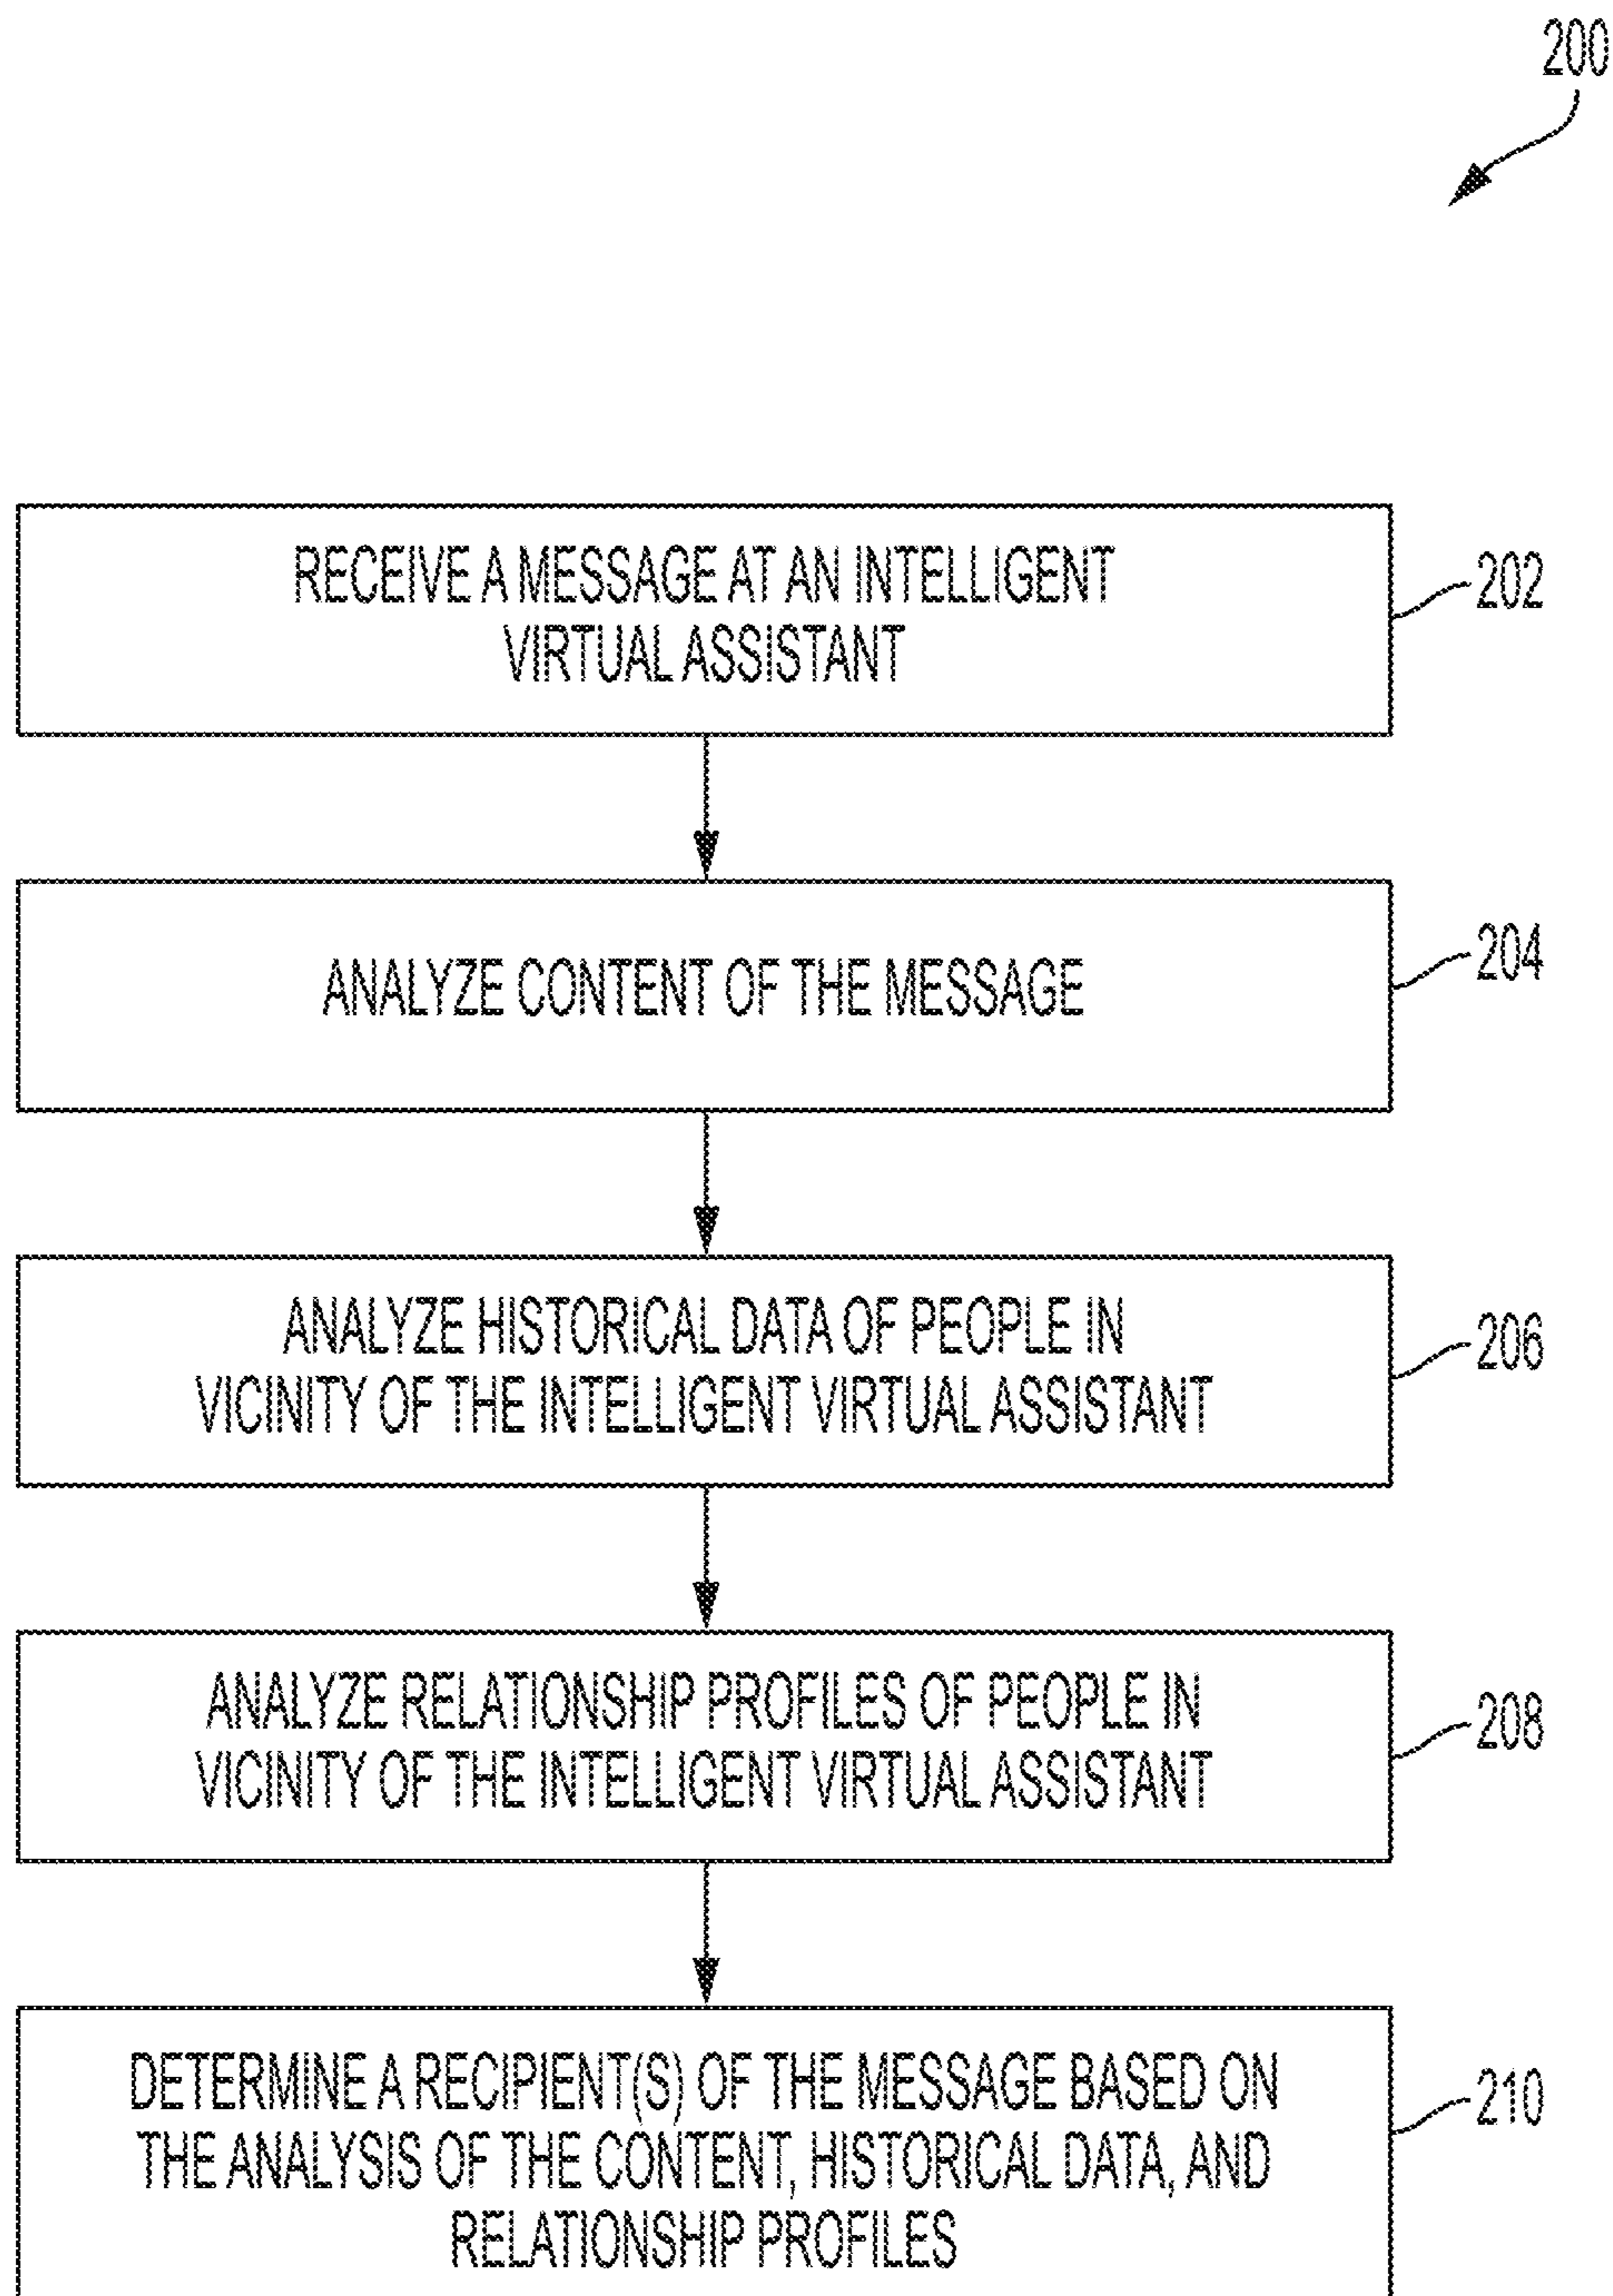 200
RECEIVE A MESSAGE AT AN INTELLIGENT
VIRTUAL ASSISTANT
202
ANALYZE CONTENT OF THE MESSAGE
204
ANALYZE HISTORICAL DATA OF PEOPLE IN
VICINITY OF THE INTELLIGENT VIRTUAL ASSISTANT
206
ANALYZE RELATIONSHIP PROFILES OF PEOPLE IN
VICINITY OF THE INTELLIGENT VIRTUAL ASSISTANT
208
DETERMINE A RECIPIENT(S) OF THE MESSAGE BASED ON
THE ANALYSIS OF THE CONTENT, HISTORICAL DATA, AND
RELATIONSHIP PROFILES
210